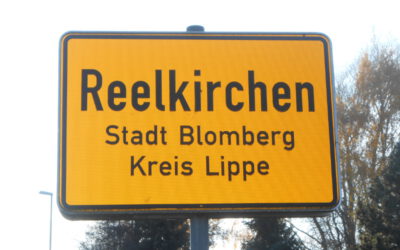 Reelkirchen
Stadt Blomberg
Kreis Lippe